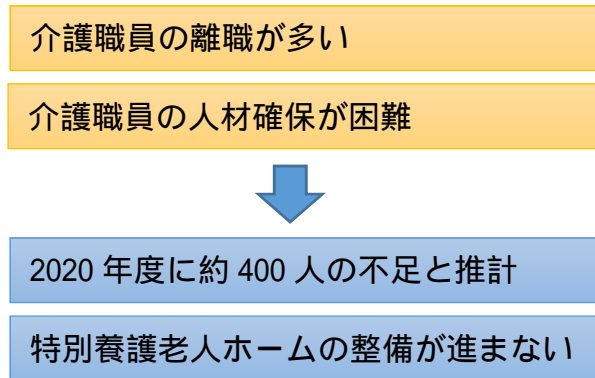 介護職員の離職が多い
介護職員の人材確保が困難
2020 年度に約 400 人の不足と推計
特別養護老人ホームの整備が進まない